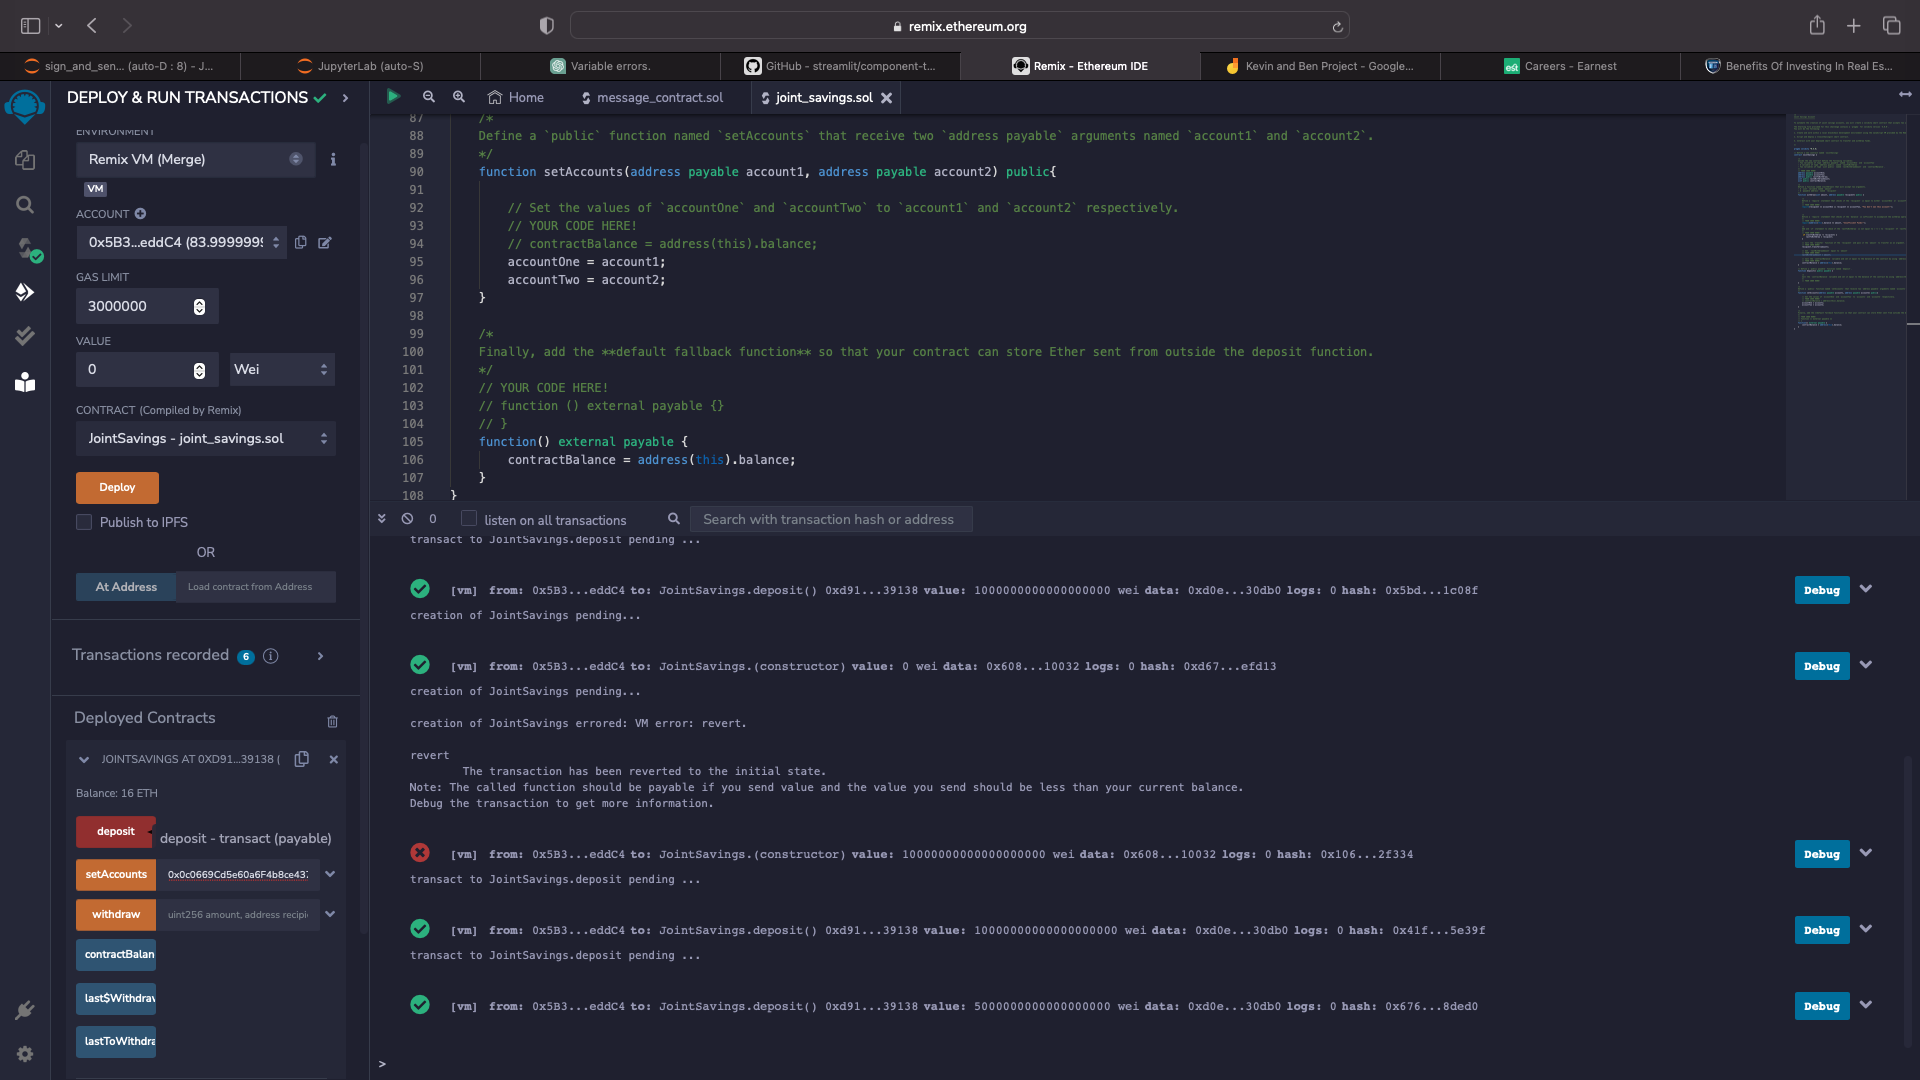 remix.ethereum.org
sign_and_sen... (auto-D : 8) - J...
JupyterLab (auto-S)
Variable errors.
GitHub - streamlit/component-t...
Remix - Ethereum IDE
Kevin and Ben Project - Google...
Careers - Earnest
Benefits Of Investing In Real Es...
DEPLOY & RUN TRANSACTIONS
Home
message_contract.sol
joint_savings.sol
ENVIRONMENT
Remix VM (Merge)
VM
ACCOUNT
0x5B3...eddC4 (83.9999999
GAS LIMIT
3000000
VALUE
0
Wei
CONTRACT (Compiled by Remix)
JointSavings - joint_savings.sol
Deploy
Publish to IPFS
OR
At Address
Load contract from Address
Transactions recorded 6
Deployed Contracts
JOINTSAVINGS AT 0XD91...39138 (
Balance: 16 ETH
deposit
deposit - transact (payable)
setAccounts
0x0c0669Cd5e60a6F4b8ce437
withdraw
uint256 amount, address recipi
contractBalan
last$Withdraw
lastToWithdra
87 /*
88 Define a `public` function named `setAccounts` that receive two `address payable` arguments named `account1` and `account2`.
89 */
90 function setAccounts(address payable account1, address payable account2) public{
91
92 // Set the values of `accountOne` and `accountTwo` to `account1` and `account2` respectively.
93 // YOUR CODE HERE!
94 // contractBalance = address(this).balance;
95 accountOne = account1;
96 accountTwo = account2;
97 }
98
99 /*
100 Finally, add the **default fallback function** so that your contract can store Ether sent from outside the deposit function.
101 */
102 // YOUR CODE HERE!
103 // function () external payable {}
104 // }
105 function() external payable {
106 contractBalance = address(this).balance;
107 }
108 }
0
listen on all transactions
Search with transaction hash or address
transact to JointSavings.deposit pending ...
[vm] from: 0x5B3...eddC4 to: JointSavings.deposit() 0xd91...39138 value: 1000000000000000000 wei data: 0xd0e...30db0 logs: 0 hash: 0x5bd...1c08f
Debug
creation of JointSavings pending...
[vm] from: 0x5B3...eddC4 to: JointSavings.(constructor) value: 0 wei data: 0x608...10032 logs: 0 hash: 0xd67...efd13
Debug
creation of JointSavings pending...
creation of JointSavings errored: VM error: revert.
revert
The transaction has been reverted to the initial state.
Note: The called function should be payable if you send value and the value you send should be less than your current balance.
Debug the transaction to get more information.
[vm] from: 0x5B3...eddC4 to: JointSavings.(constructor) value: 10000000000000000000 wei data: 0x608...10032 logs: 0 hash: 0x106...2f334
Debug
transact to JointSavings.deposit pending ...
[vm] from: 0x5B3...eddC4 to: JointSavings.deposit() 0xd91...39138 value: 10000000000000000000 wei data: 0xd0e...30db0 logs: 0 hash: 0x41f...5e39f
Debug
transact to JointSavings.deposit pending ...
[vm] from: 0x5B3...eddC4 to: JointSavings.deposit() 0xd91...39138 value: 5000000000000000000 wei data: 0xd0e...30db0 logs: 0 hash: 0x676...8ded0
Debug
>